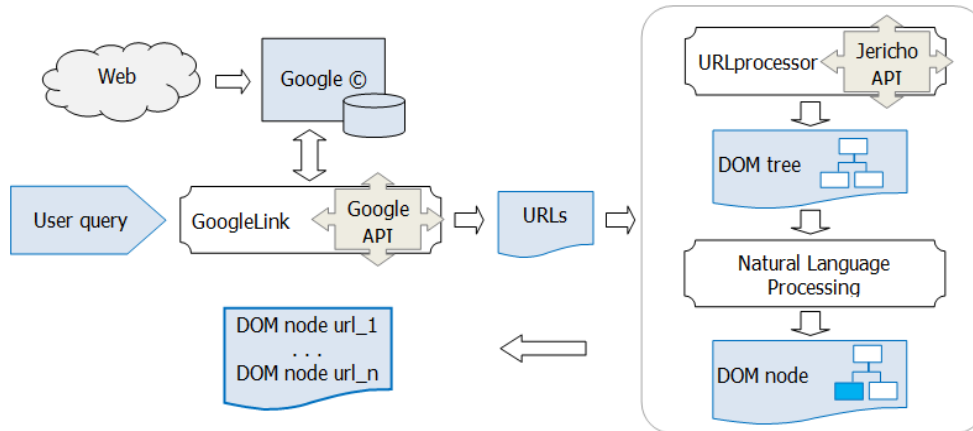 Web
Google ©
User query
GoogleLink
Google
API
URLs
URLprocessor
Jericho
API
DOM tree
Natural Language
Processing
DOM node
DOM node url_1
. . .
DOM node url_n